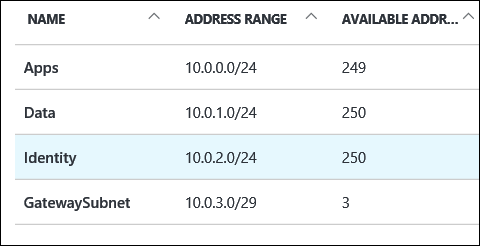 NAME ADDRESS RANGE AVAILABLE ADDR...
Apps 10.0.0.0/24 249
Data 10.0.1.0/24 250
Identity 10.0.2.0/24 250
GatewaySubnet 10.0.3.0/29 3